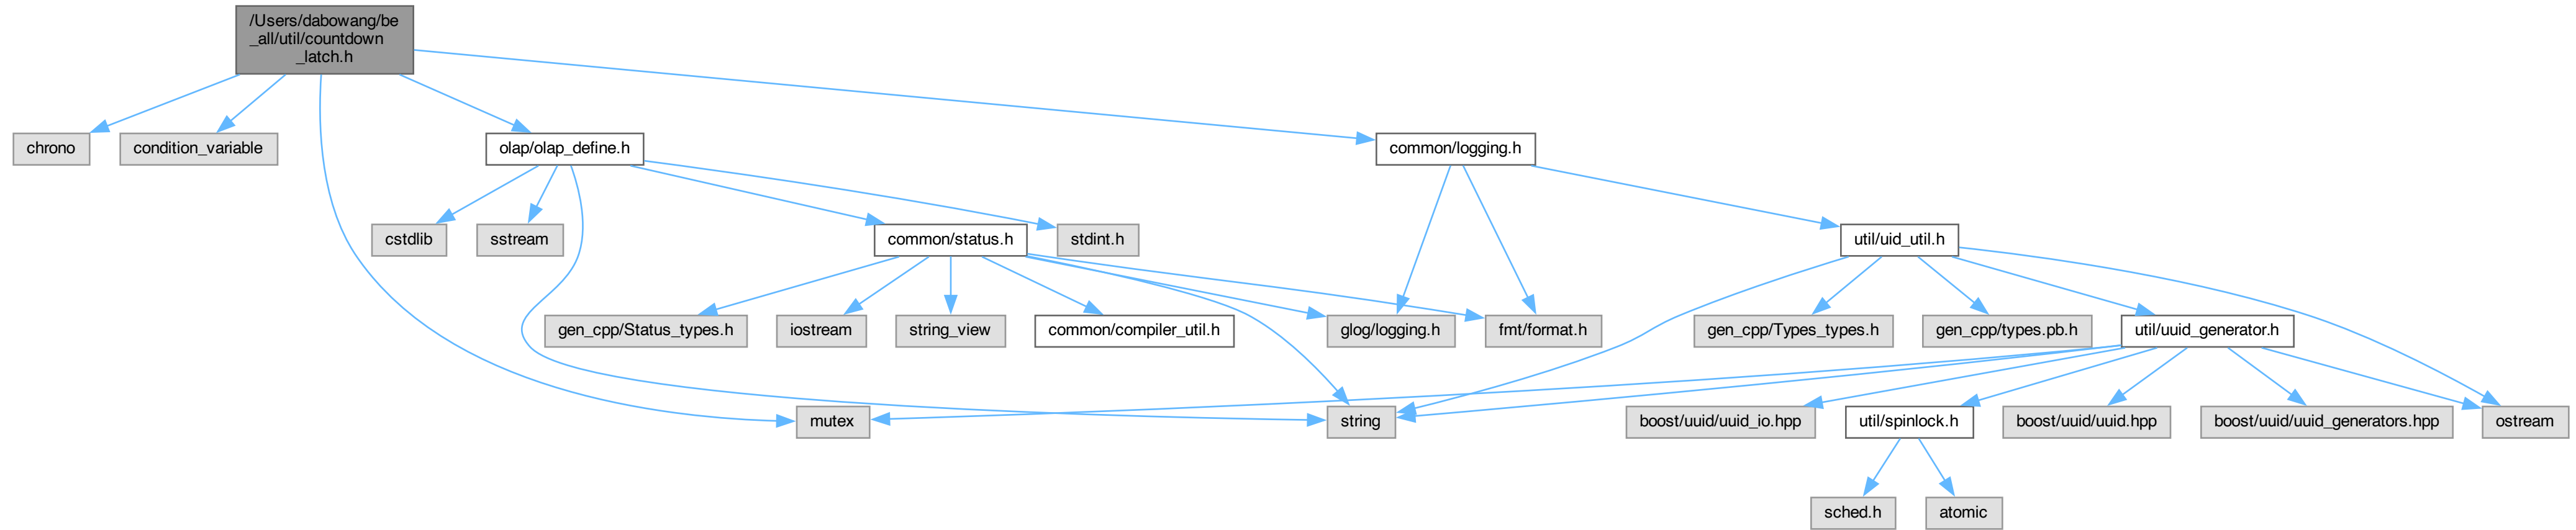 /Users/dabowang/be
_all/util/countdown
_latch.h
chrono
condition_variable
olap/olap_define.h
common/logging.h
cstdlib
sstream
common/status.h
stdint.h
util/uid_util.h
gen_cpp/Status_types.h
iostream
string_view
common/compiler_util.h
glog/logging.h
fmt/format.h
gen_cpp/Types_types.h
gen_cpp/types.pb.h
util/uuid_generator.h
mutex
string
boost/uuid/uuid_io.hpp
util/spinlock.h
boost/uuid/uuid.hpp
boost/uuid/uuid_generators.hpp
ostream
sched.h
atomic